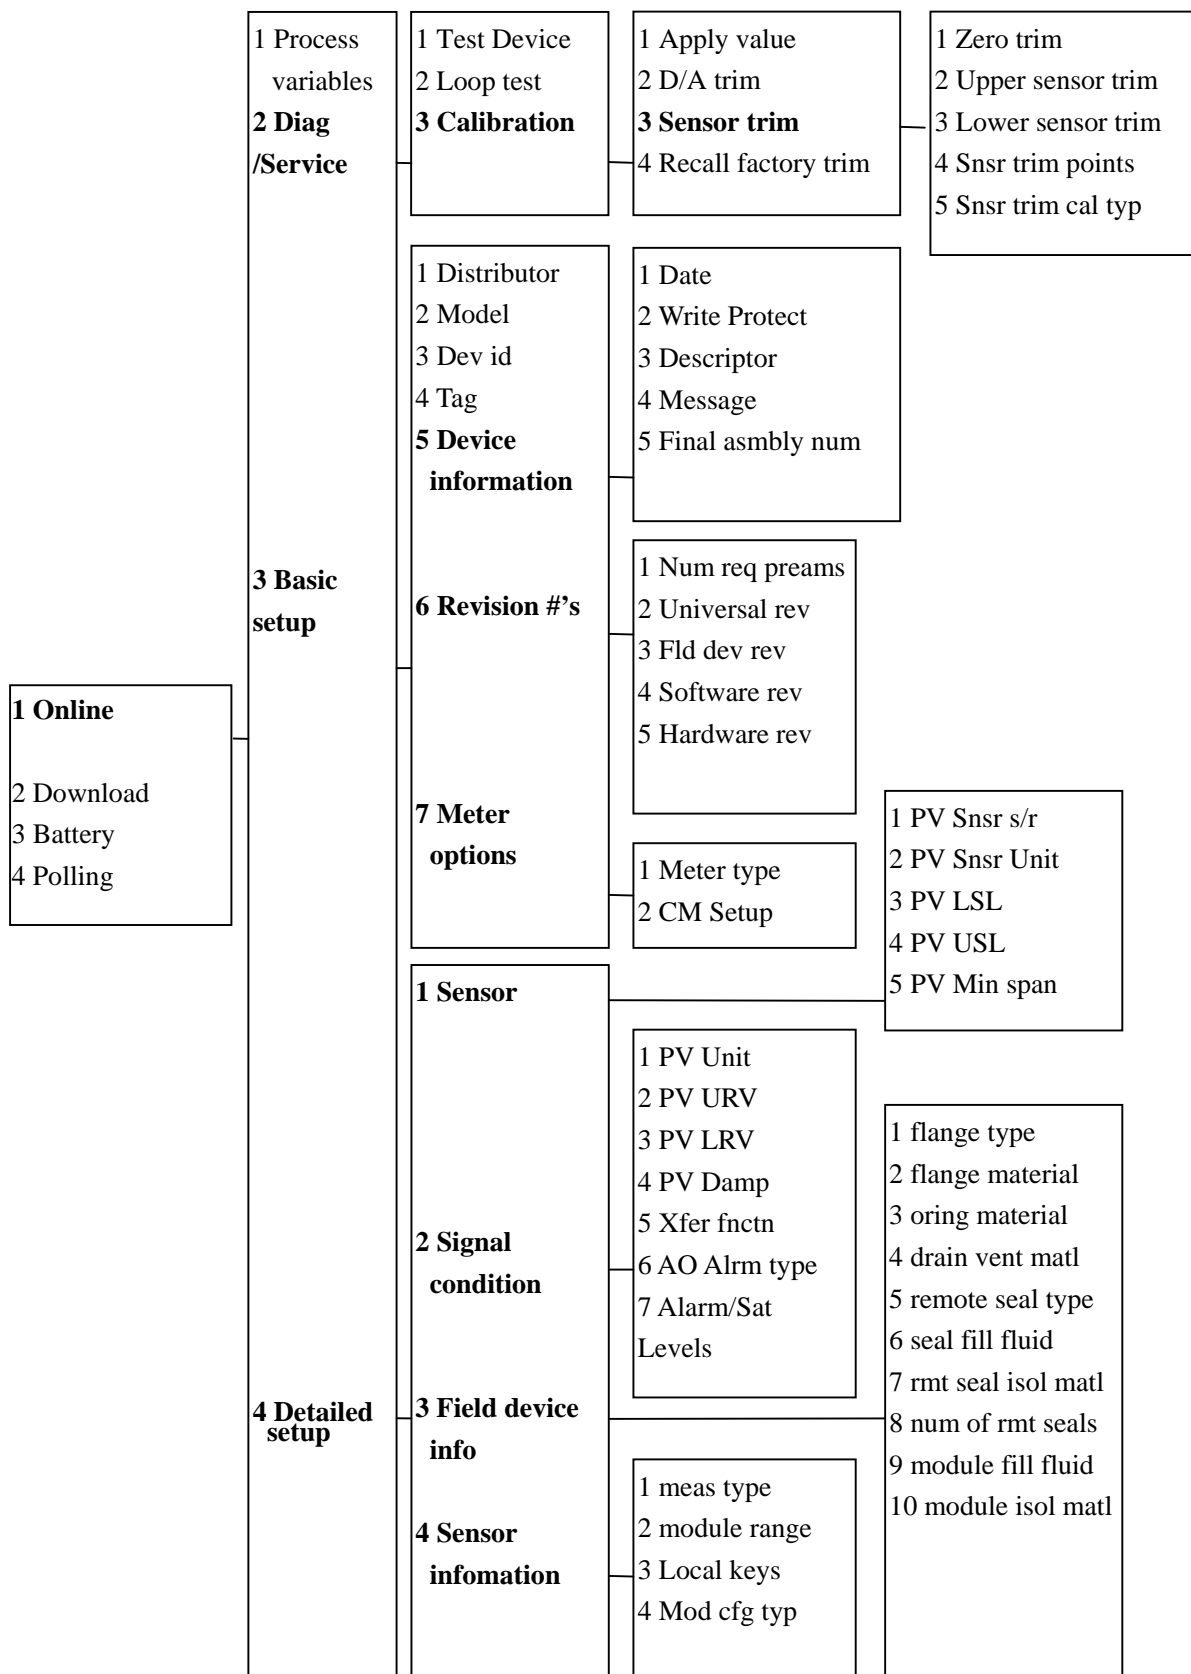 1 Online
2 Download
3 Battery
4 Polling
1 Process
variables
2 Diag
/Service
3 Basic
setup
4 Detailed
setup
1 Test Device
2 Loop test
3 Calibration
1 Apply value
2 D/A trim
3 Sensor trim
4 Recall factory trim
1 Zero trim
2 Upper sensor trim
3 Lower sensor trim
4 Snsr trim points
5 Snsr trim cal typ
1 Distributor
2 Model
3 Dev id
4 Tag
5 Device
information
6 Revision #’s
7 Meter
options
1 Date
2 Write Protect
3 Descriptor
4 Message
5 Final asmbly num
1 Num req preams
2 Universal rev
3 Fld dev rev
4 Software rev
5 Hardware rev
1 Meter type
2 CM Setup
1 Sensor
2 Signal
condition
3 Field device
info
4 Sensor
infomation
1 PV Snsr s/r
2 PV Snsr Unit
3 PV LSL
4 PV USL
5 PV Min span
1 PV Unit
2 PV URV
3 PV LRV
4 PV Damp
5 Xfer fnctn
6 AO Alrm type
7 Alarm/Sat
Levels
1 flange type
2 flange material
3 oring material
4 drain vent matl
5 remote seal type
6 seal fill fluid
7 rmt seal isol matl
8 num of rmt seals
9 module fill fluid
10 module isol matl
1 meas type
2 module range
3 Local keys
4 Mod cfg typ